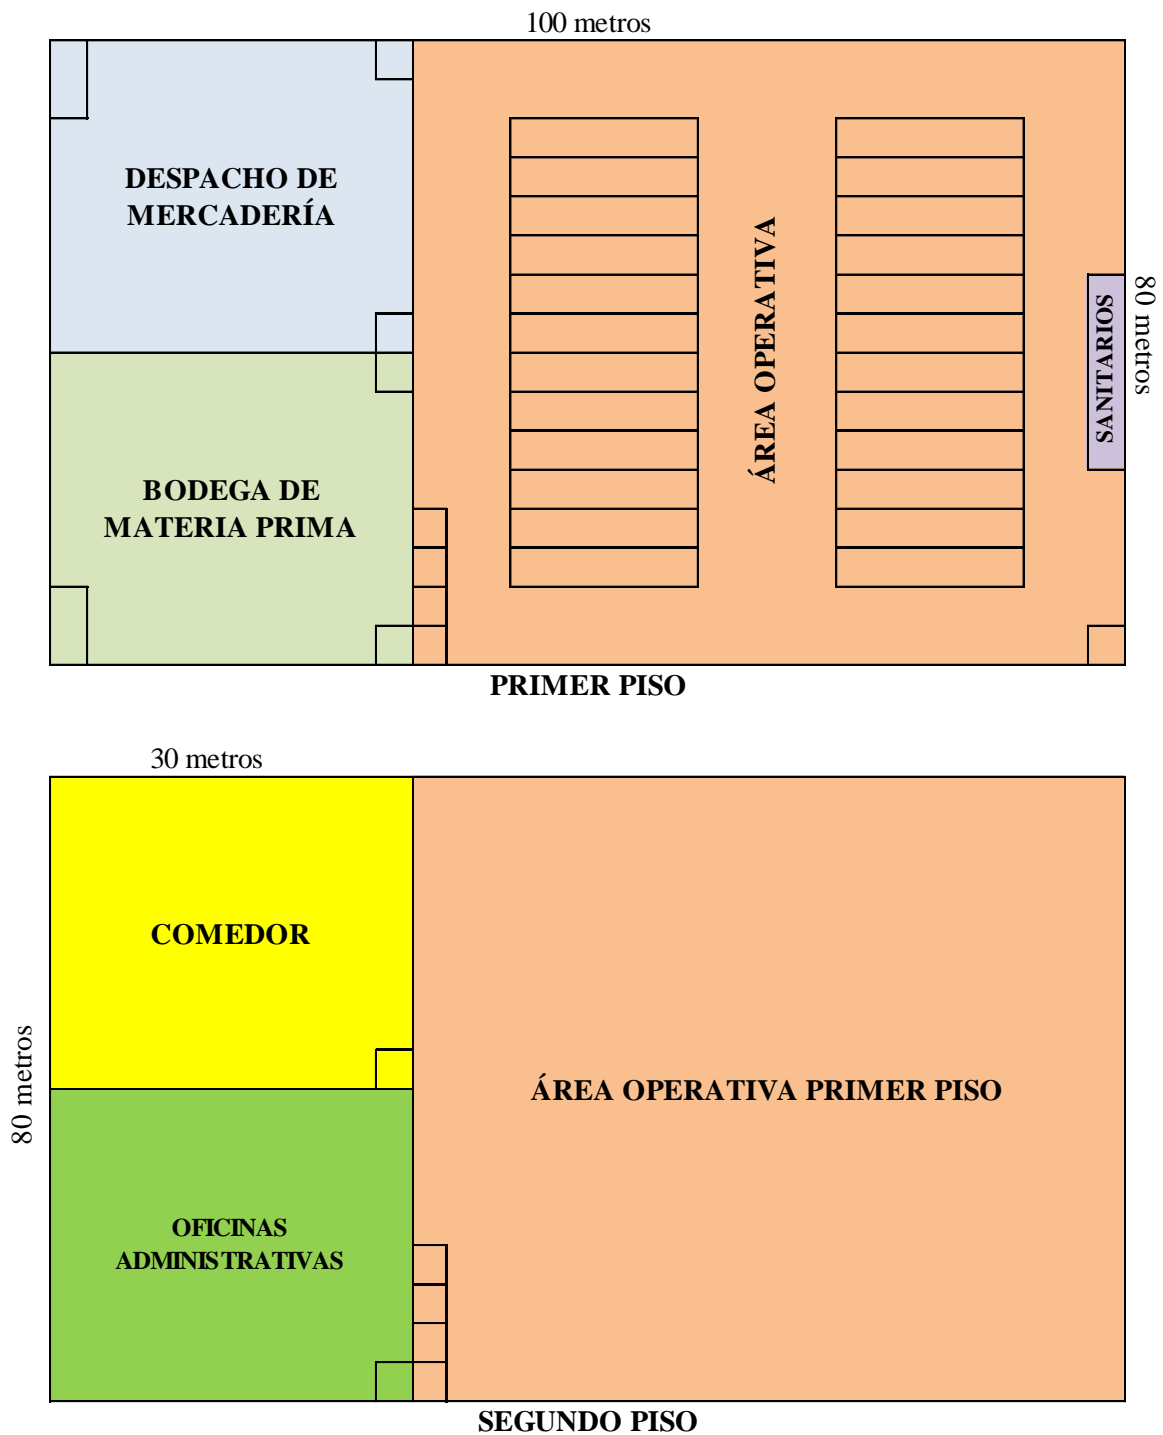 100 metros
DESPACHO DE
MERCADERÍA
ÁREA OPERATIVA
SANITARIOS
80 metros
BODEGA DE
MATERIA PRIMA
PRIMER PISO
30 metros
COMEDOR
80 metros
ÁREA OPERATIVA PRIMER PISO
OFICINAS
ADMINISTRATIVAS
SEGUNDO PISO